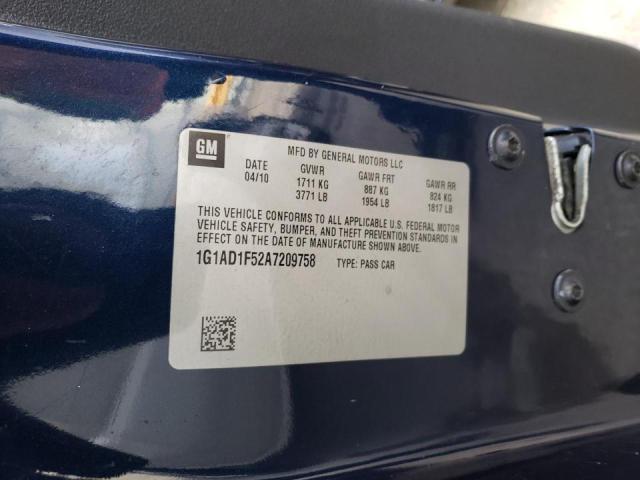 GM
MFD BY GENERAL MOTORS LLC
DATE GVWR GAWR FRT GAWR RR
04/10 1711 KG 887 KG 824 KG
3771 LB 1954 LB 1817 LB
THIS VEHICLE CONFORMS TO ALL APPLICABLE U.S. FEDERAL MOTOR
VEHICLE SAFETY, BUMPER, AND THEFT PREVENTION STANDARDS IN
EFFECT ON THE DATE OF MANUFACTURE SHOWN ABOVE.
1G1AD1F52A7209758 TYPE: PASS CAR